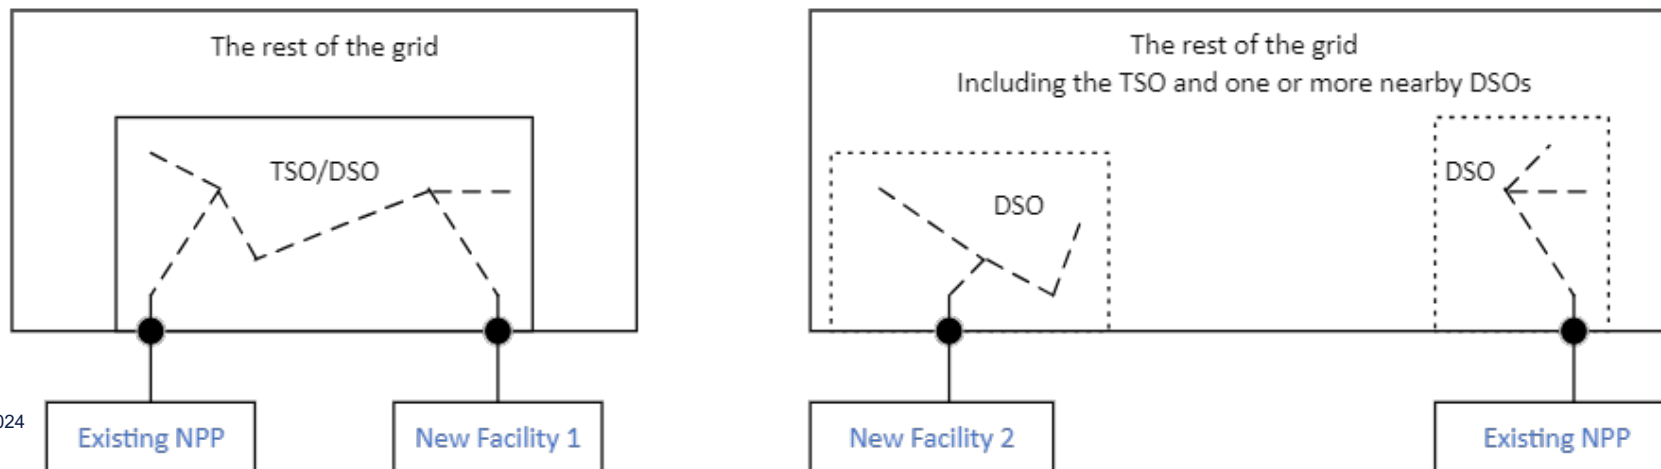 The rest of the grid
TSO/DSO
024
Existing NPP
New Facility 1
The rest of the grid
Including the TSO and one or more nearby DSOs
DSO
DSO
New Facility 2
Existing NPP